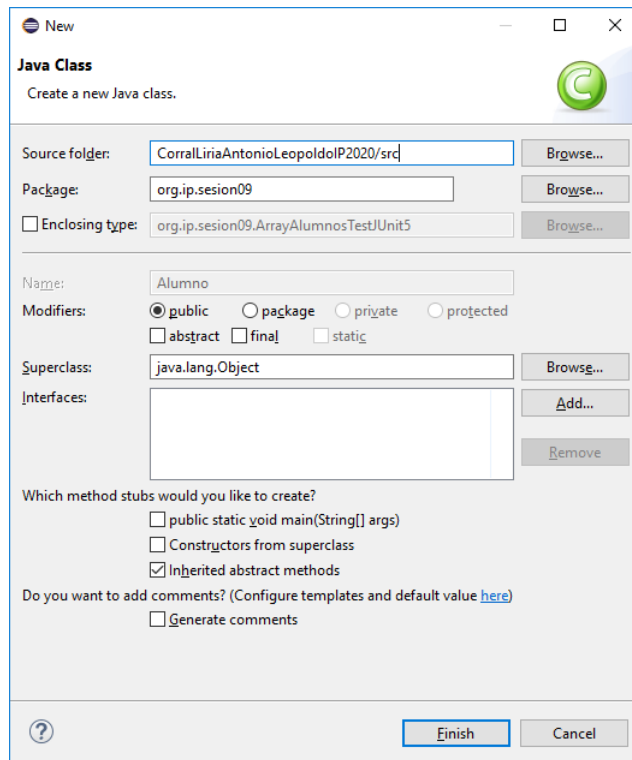 New
Java Class
Create a new Java class.
C
Source folder: CorralLiriaAntonioLeopoldoIP2020/src Browse...
Package: org.ip.sesion09 Browse...
Enclosing type: org.ip.sesion09.ArrayAlumnosTestJUnit5 Browse...
Name: Alumno
Modifiers: public package private protected
abstract final static
Superclass: java.lang.Object Browse...
Interfaces: Add...
Remove
Which method stubs would you like to create?
public static void main(String[] args)
Constructors from superclass
Inherited abstract methods
Do you want to add comments? (Configure templates and default value here)
Generate comments
? Finish Cancel